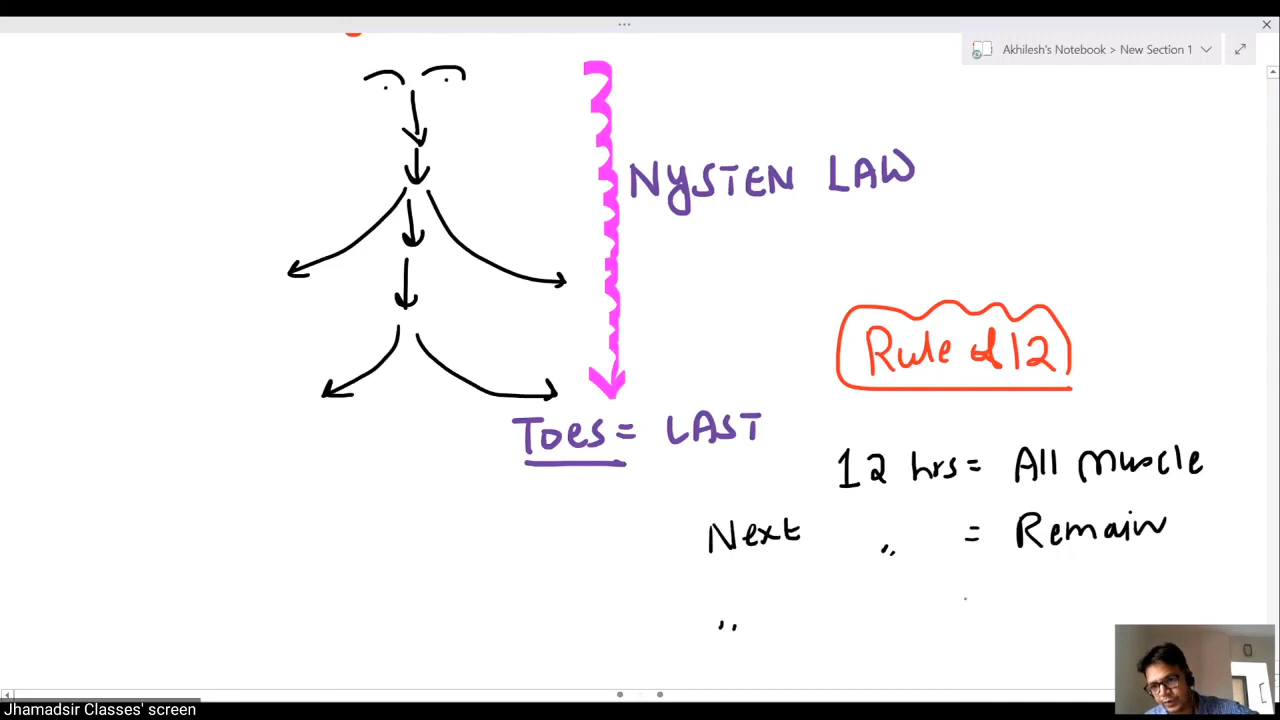 Akhilesh's Notebook > New Section 1
NYSTEN LAW
Rule of 12
Toes = LAST
12 hrs = All Muscle
Next " = Remain
"
Jhamadsir Classes' screen